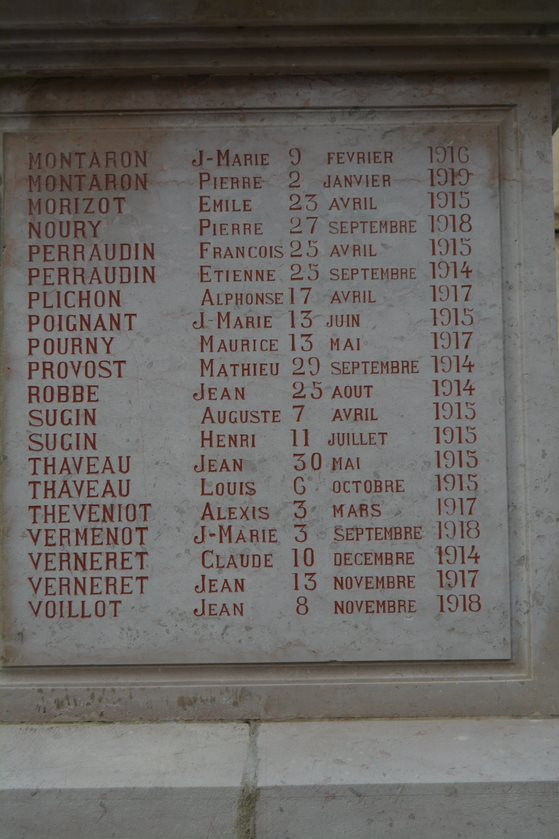 MONTARON J-MARIE 9 FEVRIER 1916
MONTARON PIERRE 2 JANVIER 1919
MORIZOT EMILE 23 AVRIL 1915
NOURY PIERRE 27 SEPTEMBRE 1918
PERRAUDIN FRANCOIS 25 AVRIL 1915
PERRAUDIN ETIENNE 25 SEPTEMBRE 1914
PLICHON ALPHONSE 17 AVRIL 1917
POIGNANT J-MARIE 13 JUIN 1915
POURNY MAURICE 13 MAI 1917
PROVOST MATHIEU 29 SEPTEMBRE 1914
ROBBE JEAN 25 AOUT 1914
SUGIN AUGUSTE 7 AVRIL 1915
SUGIN HENRI 11 JUILLET 1915
THAVEAU JEAN 30 MAI 1915
THAVEAU LOUIS 6 OCTOBRE 1915
THEVENIOT ALEXIS 3 MARS 1917
VERMENOT J-MARIE 3 SEPTEMBRE 1918
VERNERET CLAUDE 10 DECEMBRE 1914
VERNERET JEAN 13 NOVEMBRE 1917
VOILLOT JEAN 8 NOVEMBRE 1918